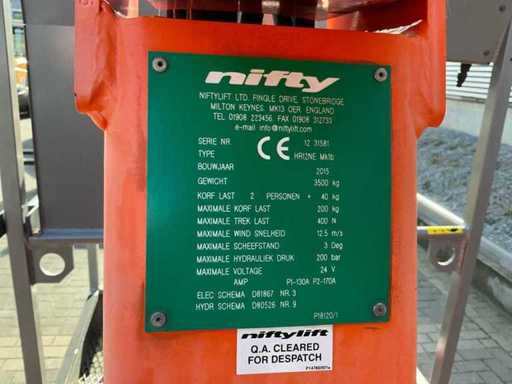 nifty
NIFTYLIFT LTD. FINGLE DRIVE, STONEBRIDGE
MILTON KEYNES. MK13 OER. ENGLAND
TEL 01908 223456 FAX 01908 312733
e-mail info@niftylift.com
CE
SERIE NR. 12 31581
TYPE HR12NE Mk1b
BOUWJAAR 2015
GEWICHT 3500 kg
KORF LAST 2 PERSONEN + 40 kg
MAXIMALE KORF LAST 200 kg
MAXIMALE TREK LAST 400 N
MAXIMALE WIND SNELHEID 12.5 m/s
MAXIMALE SCHEEFSTAND 3 Deg
MAXIMALE HYDRAULIEK DRUK 200 bar
MAXIMALE VOLTAGE 24 V
AMP P1-130A P2-170A
ELEC SCHEMA D81867 NR. 3
HYDR SCHEMA D80526 NR. 9
P18120/1
niftylift
Q.A. CLEARED
FOR DESPATCH